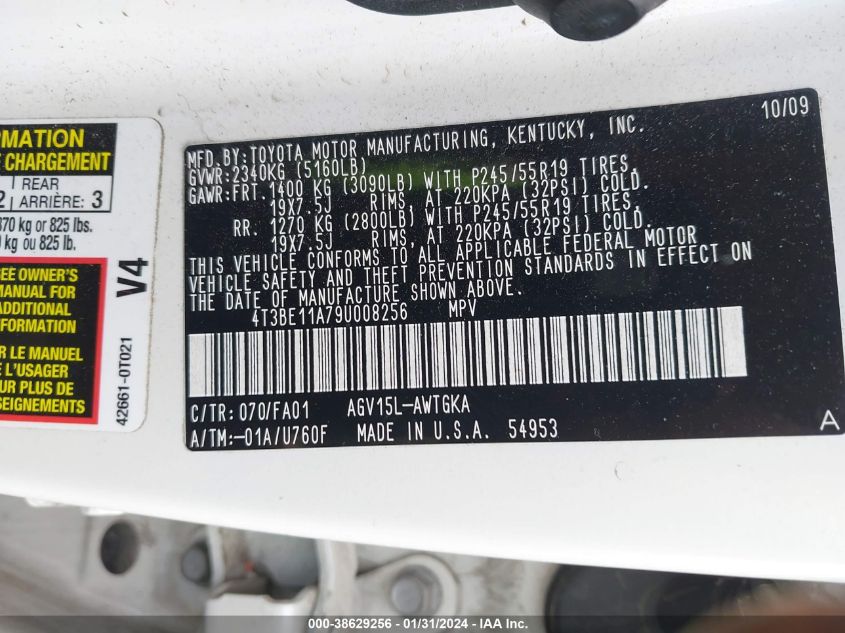 RMATION
E CHARGEMENT
2 REAR ARRIÈRE: 3
370 kg or 825 lbs.
kg ou 825 lb.
SEE OWNER'S
MANUAL FOR
ADDITIONAL
INFORMATION
R LE MANUEL
UR PLUS DE
SEIGNEMENTS
V4
42661-0T021
10/09
MFD.BY:TOYOTA MOTOR MANUFACTURING, KENTUCKY, INC.
GVWR:2340KG (5160LB)
GAWR:FRT.1400 KG (3090LB) WITH P245/55R19 TIRES,
19X7.5J RIMS, AT 220KPA (32PSI) COLD.
RR. 1270 KG (2800LB) WITH P245/55R19 TIRES,
19X7.5J RIMS, AT 220KPA (32PSI) COLD.
THIS VEHICLE CONFORMS TO ALL APPLICABLE FEDERAL MOTOR
VEHICLE SAFETY AND THEFT PREVENTION STANDARDS IN EFFECT ON
THE DATE OF MANUFACTURE SHOWN ABOVE.
4T3BE11A79U008256 MPV
C/TR: 070/FA01 AGV15L-AWTGKA
A/TM:-01A/U760F MADE IN U.S.A. 54953
A
000-38629256 - 01/31/2024 - IAA Inc.